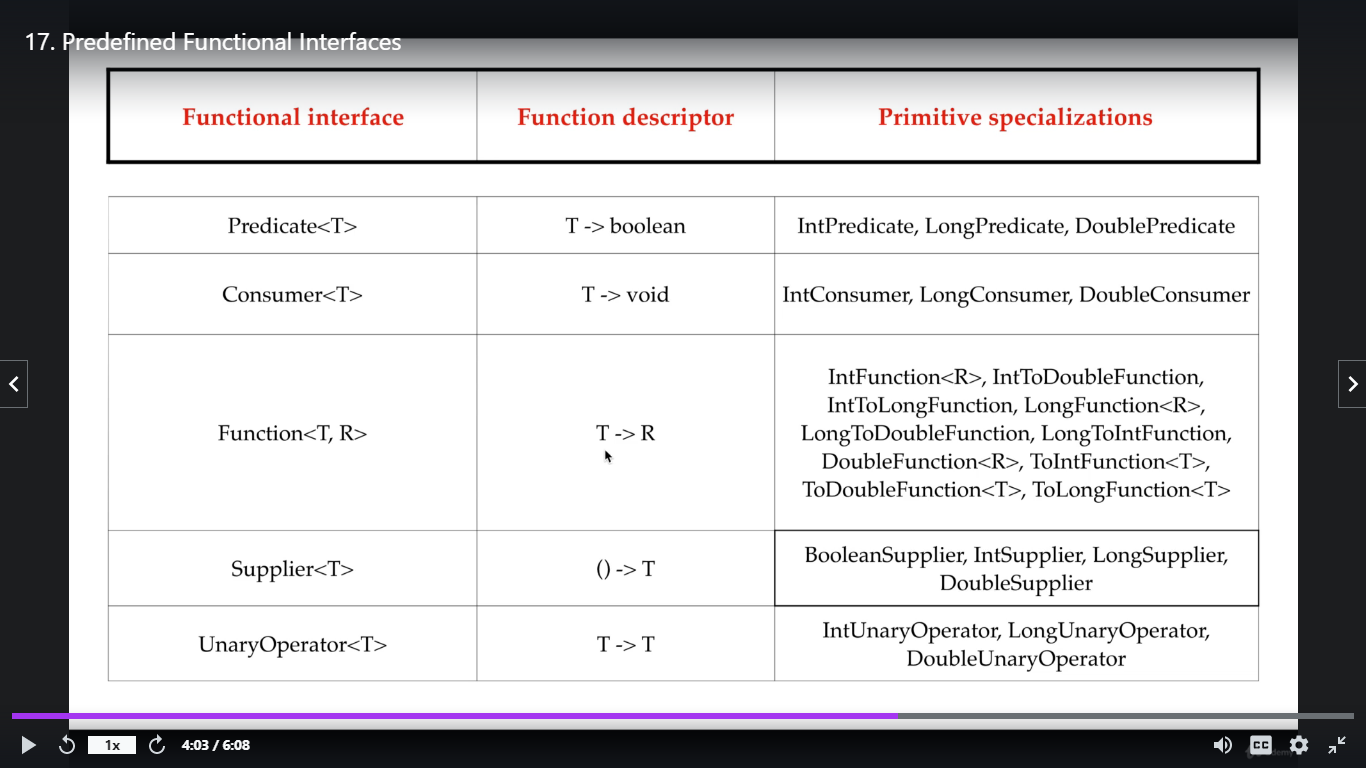 17. Predefined Functional Interfaces
Functional interface
Function descriptor
Primitive specializations
Predicate<T>
T -> boolean
IntPredicate, LongPredicate, DoublePredicate
Consumer<T>
T -> void
IntConsumer, LongConsumer, DoubleConsumer
Function<T, R>
T -> R
IntFunction<R>, IntToDoubleFunction,
IntToLongFunction, LongFunction<R>,
LongToDoubleFunction, LongToIntFunction,
DoubleFunction<R>, ToIntFunction<T>,
ToDoubleFunction<T>, ToLongFunction<T>
Supplier<T>
() -> T
BooleanSupplier, IntSupplier, LongSupplier,
DoubleSupplier
UnaryOperator<T>
T -> T
IntUnaryOperator, LongUnaryOperator,
DoubleUnaryOperator
1x
4:03 / 6:08
CC